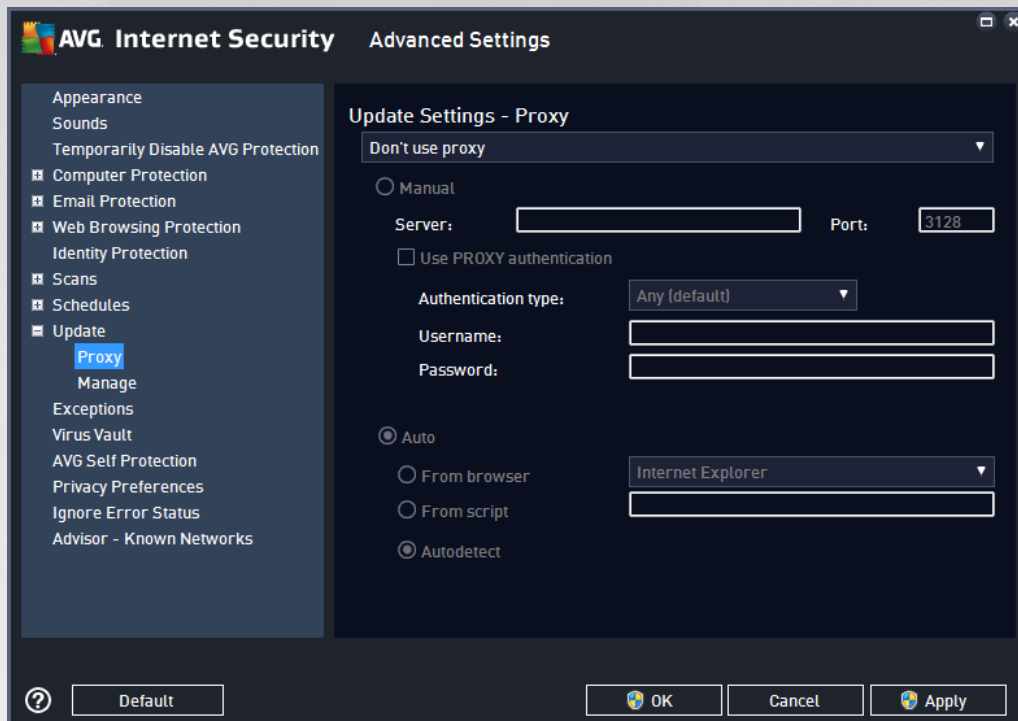 AVG. Internet Security Advanced Settings
Appearance
Sounds
Temporarily Disable AVG Protection
Computer Protection
Email Protection
Web Browsing Protection
Identity Protection
Scans
Schedules
Update
Proxy
Manage
Exceptions
Virus Vault
AVG Self Protection
Privacy Preferences
Ignore Error Status
Advisor - Known Networks
Update Settings - Proxy
Don't use proxy
Manual
Server: Port: 3128
Use PROXY authentication
Authentication type: Any (default)
Username:
Password:
Auto
From browser Internet Explorer
From script
Autodetect
? Default OK Cancel Apply